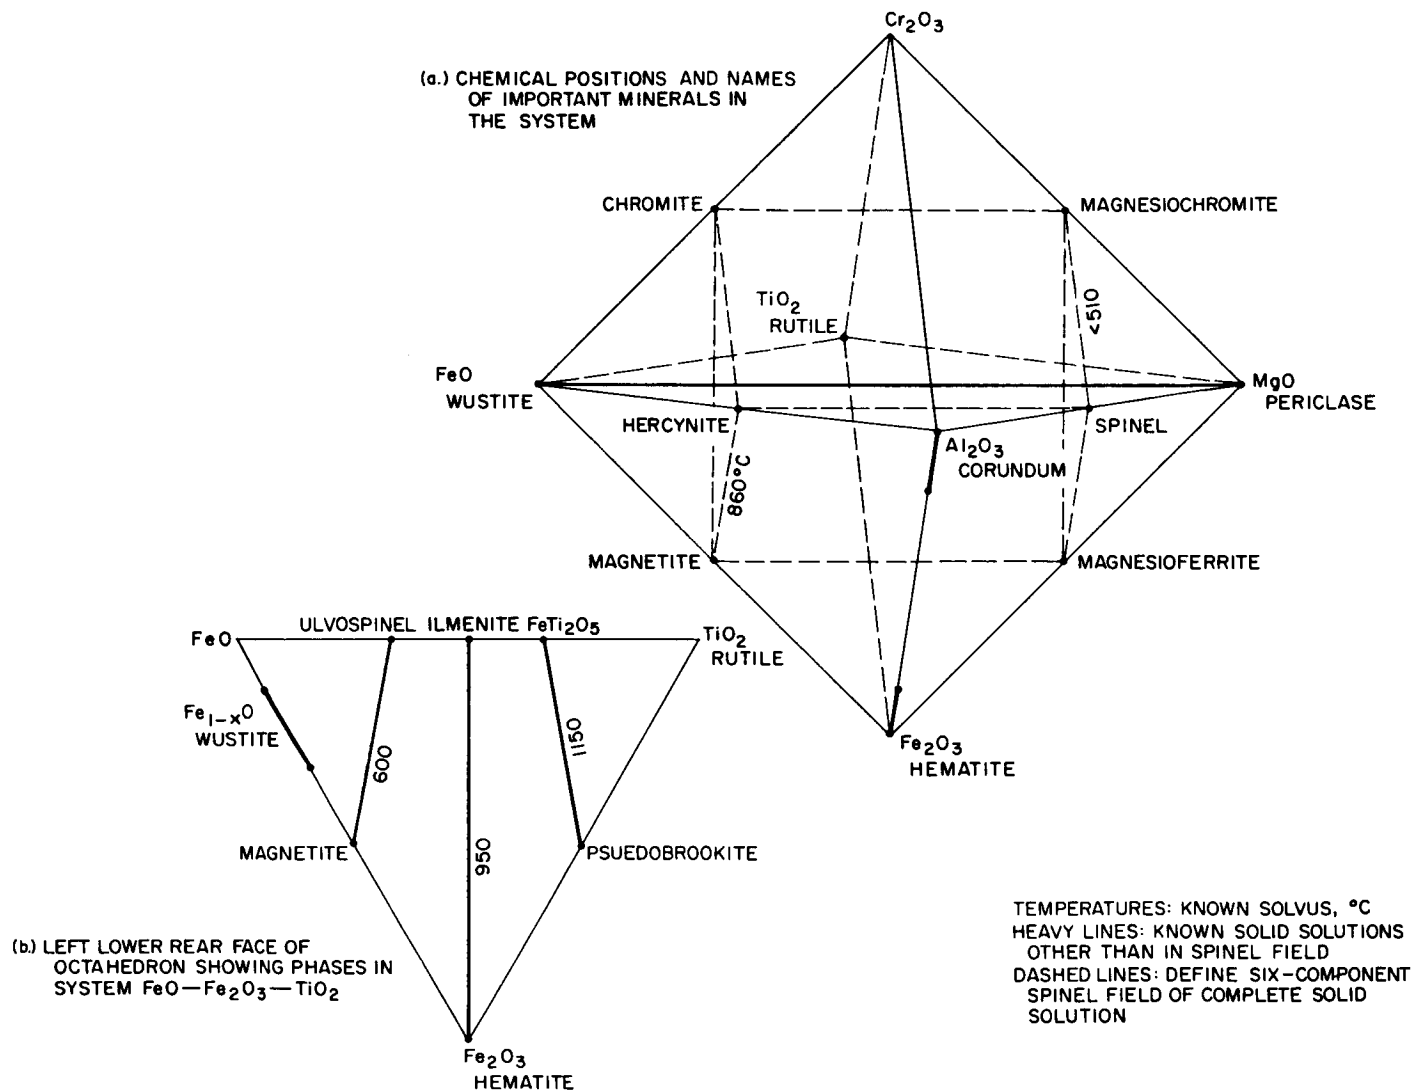 Cr2O3
(a.) CHEMICAL POSITIONS AND NAMES
OF IMPORTANT MINERALS IN
THE SYSTEM
CHROMITE
MAGNESIOCHROMITE
TiO2
RUTILE
<510
FeO
WUSTITE
MgO
PERICLASE
HERCYNITE
SPINEL
Al2O3
CORUNDUM
860°C
MAGNETITE
MAGNESIOFERRITE
Fe2O3
HEMATITE
ULVOSPINEL ILMENITE FeTi2O5
FeO
TiO2
RUTILE
Fe1-xO
WUSTITE
600
1150
950
MAGNETITE
PSUEDOBROOKITE
(b.) LEFT LOWER REAR FACE OF
OCTAHEDRON SHOWING PHASES IN
SYSTEM FeO—Fe2O3—TiO2
Fe2O3
HEMATITE
TEMPERATURES: KNOWN SOLVUS, °C
HEAVY LINES: KNOWN SOLID SOLUTIONS
OTHER THAN IN SPINEL FIELD
DASHED LINES: DEFINE SIX-COMPONENT
SPINEL FIELD OF COMPLETE SOLID
SOLUTION